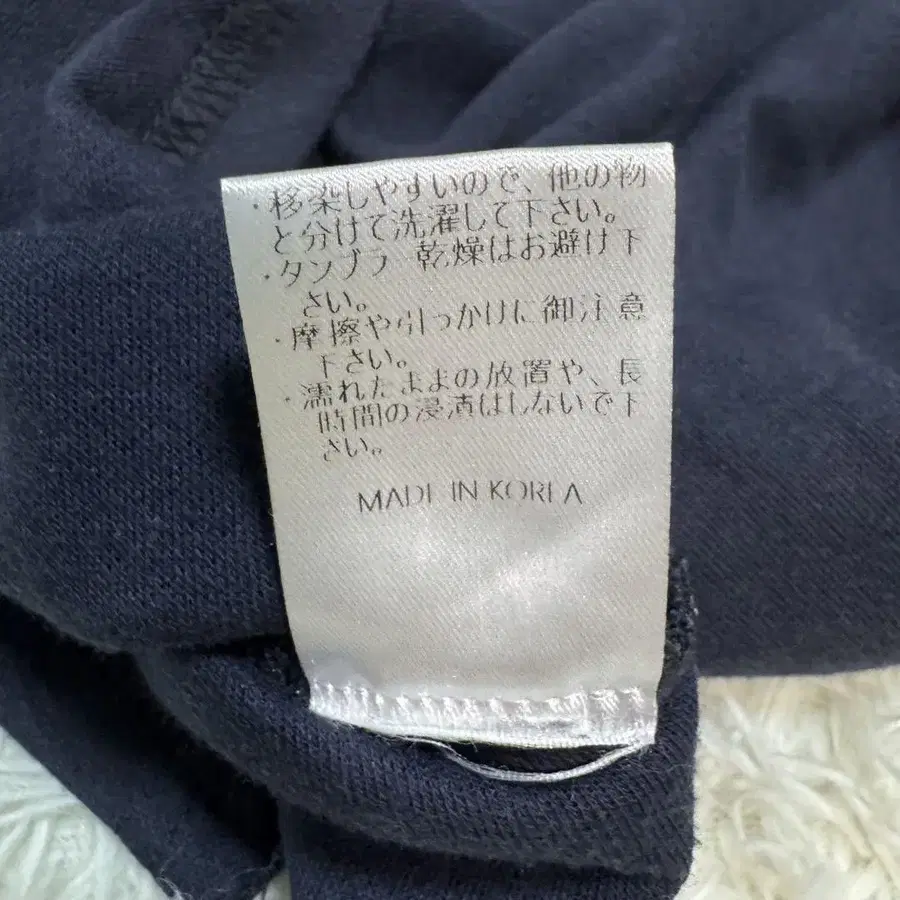 ・移染しやすいので、他の物
と分けて洗濯して下さい。
・タンブラ 乾燥はお避け下
さい。
・摩擦や引っかけに御注意
下さい。
・濡れたままの放置や、長
時間の浸漬はしないで下
さい。
MADE IN KOREA